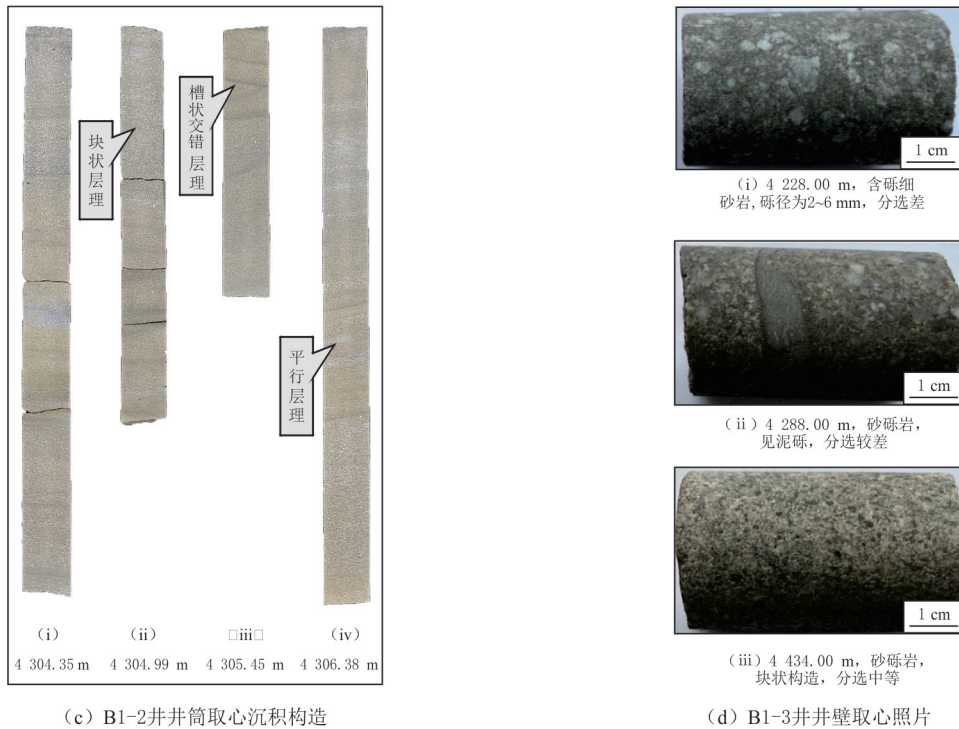 块状层理
槽状交错层理
平行层理
(i) (ii) □iii□ (iv)
4 304.35 m 4 304.99 m 4 305.45 m 4 306.38 m
(c) B1-2井井筒取心沉积构造
1 cm
(i) 4 228.00 m，含砾细
砂岩,砾径为2~6 mm，分选差
1 cm
(ii) 4 288.00 m，砂砾岩，
见泥砾，分选较差
1 cm
(iii) 4 434.00 m，砂砾岩，
块状构造，分选中等
(d) B1-3井井壁取心照片